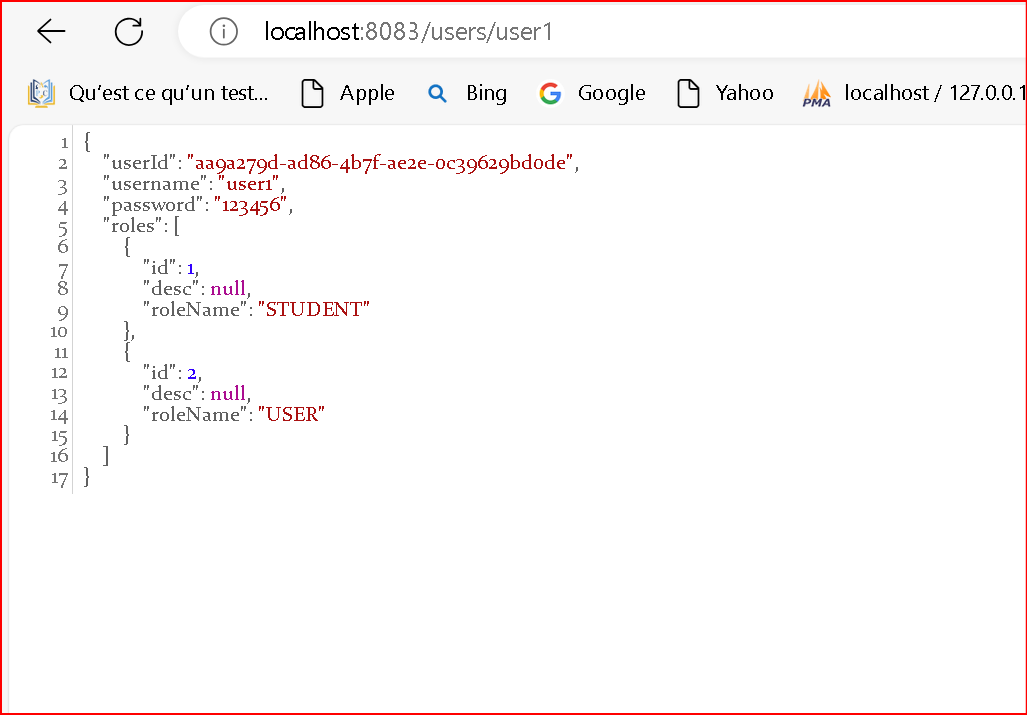 localhost:8083/users/user1
Qu'est ce qu'un test... Apple Bing Google Yahoo PMA localhost / 127.0.0.1
1 {
2 "userId": "aa9a279d-ad86-4b7f-ae2e-0c39629bd0de",
3 "username": "user1",
4 "password": "123456",
5 "roles": [
6 {
7 "id": 1,
8 "desc": null,
9 "roleName": "STUDENT"
10 },
11 {
12 "id": 2,
13 "desc": null,
14 "roleName": "USER"
15 }
16 ]
17 }